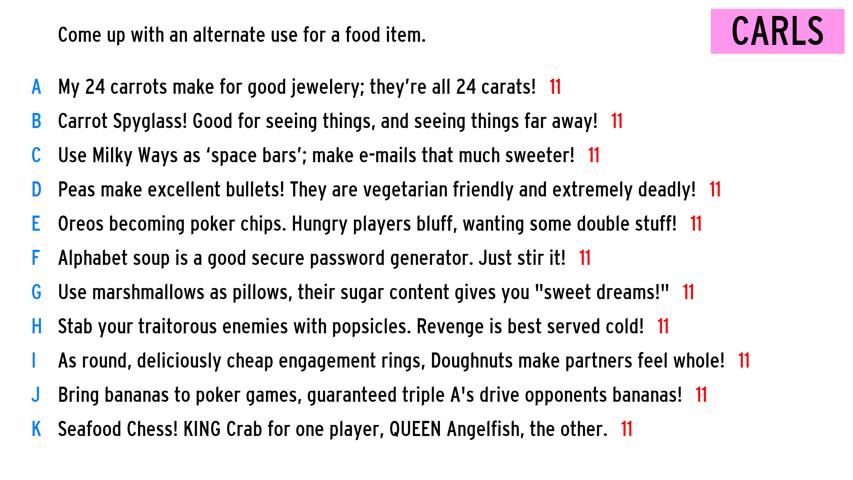 Come up with an alternate use for a food item.
CARLS
A My 24 carrots make for good jewelery; they're all 24 carats! 11
B Carrot Spyglass! Good for seeing things, and seeing things far away! 11
C Use Milky Ways as ‘space bars’; make e-mails that much sweeter! 11
D Peas make excellent bullets! They are vegetarian friendly and extremely deadly! 11
E Oreos becoming poker chips. Hungry players bluff, wanting some double stuff! 11
F Alphabet soup is a good secure password generator. Just stir it! 11
G Use marshmallows as pillows, their sugar content gives you "sweet dreams!" 11
H Stab your traitorous enemies with popsicles. Revenge is best served cold! 11
I As round, deliciously cheap engagement rings, Doughnuts make partners feel whole! 11
J Bring bananas to poker games, guaranteed triple A's drive opponents bananas! 11
K Seafood Chess! KING Crab for one player, QUEEN Angelfish, the other. 11